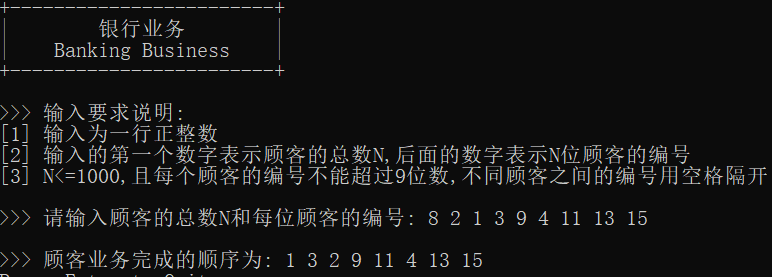 +------------------------+
| 银行业务 |
| Banking Business |
+------------------------+
>>> 输入要求说明:
[1] 输入为一行正整数
[2] 输入的第一个数字表示顾客的总数N,后面的数字表示N位顾客的编号
[3] N<=1000,且每个顾客的编号不能超过9位数,不同顾客之间的编号用空格隔开
>>> 请输入顾客的总数N和每位顾客的编号: 8 2 1 3 9 4 11 13 15
>>> 顾客业务完成的顺序为: 1 3 2 9 11 4 13 15